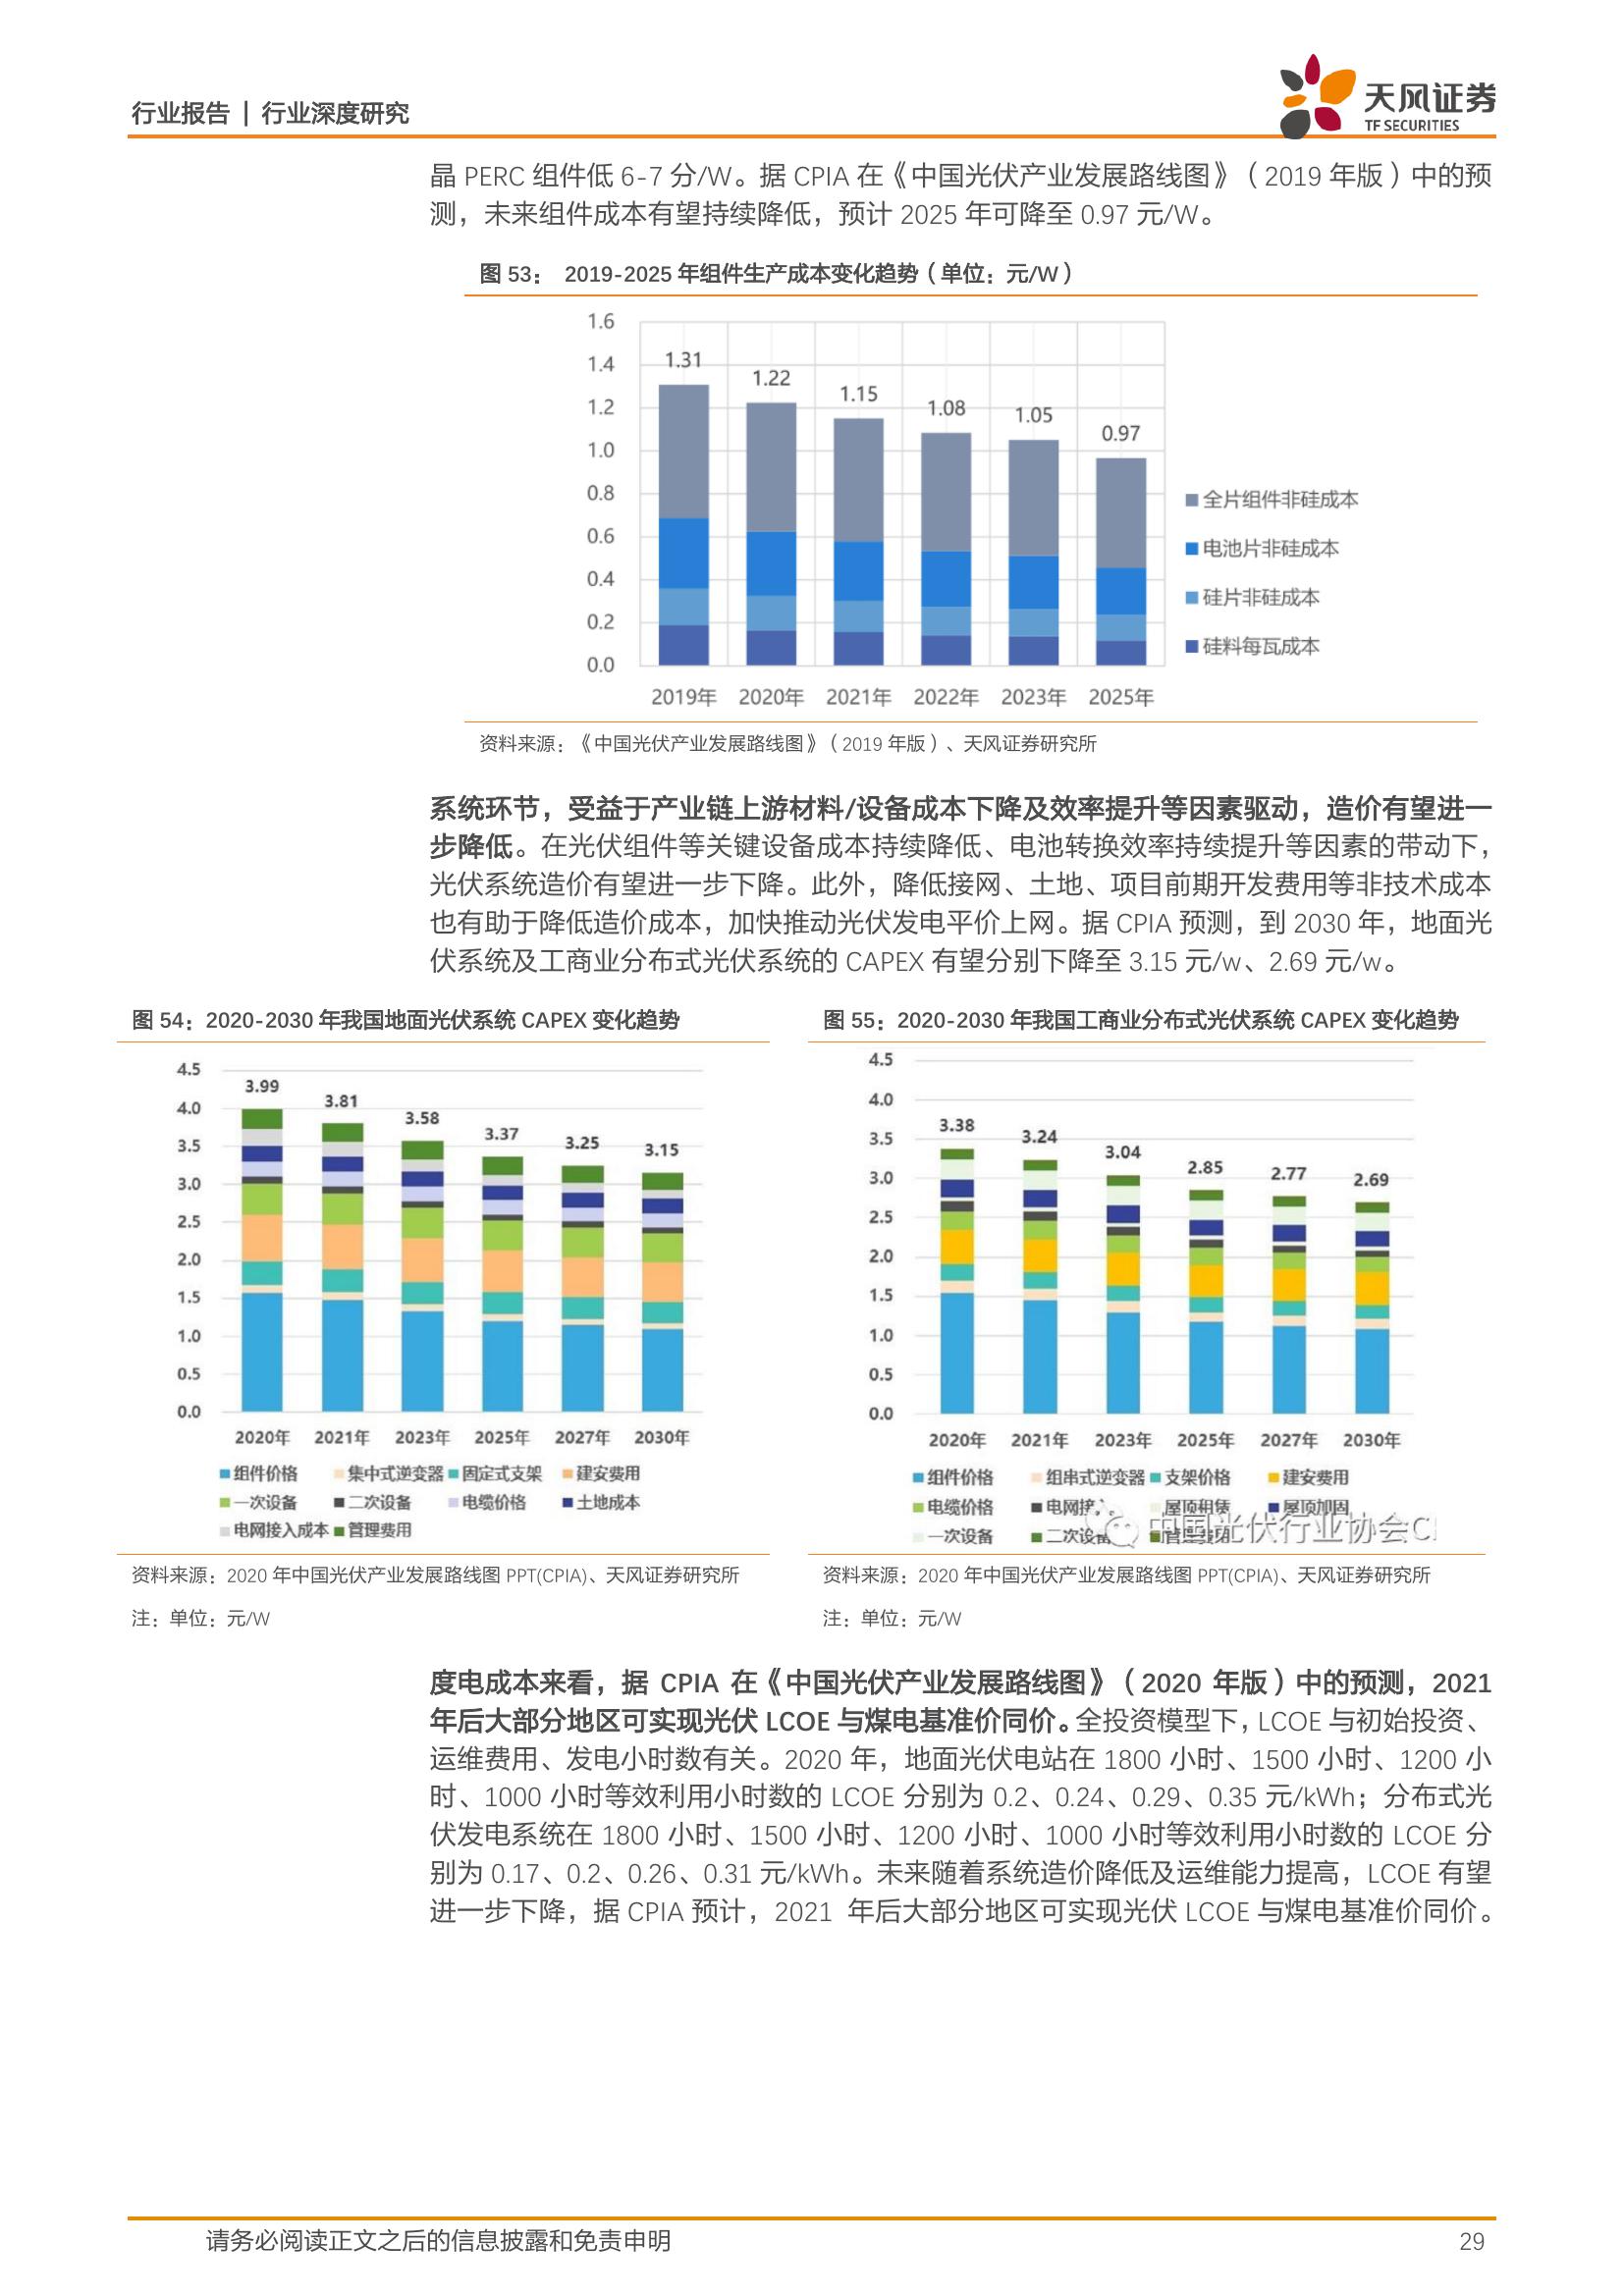 行业报告 | 行业深度研究
天风证券
TF SECURITIES
晶 PERC 组件低 6-7 分/W。据 CPIA 在《中国光伏产业发展路线图》（2019 年版）中的预
测，未来组件成本有望持续降低，预计 2025 年可降至 0.97 元/W。
图 53： 2019-2025 年组件生产成本变化趋势（单位：元/W）
1.6
1.4
1.2
1.0
0.8
0.6
0.4
0.2
0.0
1.31
1.22
1.15
1.08
1.05
0.97
2019年 2020年 2021年 2022年 2023年 2025年
全片组件非硅成本
电池片非硅成本
硅片非硅成本
硅料每瓦成本
资料来源：《中国光伏产业发展路线图》（2019 年版）、天风证券研究所
系统环节，受益于产业链上游材料/设备成本下降及效率提升等因素驱动，造价有望进一
步降低。在光伏组件等关键设备成本持续降低、电池转换效率持续提升等因素的带动下，
光伏系统造价有望进一步下降。此外，降低接网、土地、项目前期开发费用等非技术成本
也有助于降低造价成本，加快推动光伏发电平价上网。据 CPIA 预测，到 2030 年，地面光
伏系统及工商业分布式光伏系统的 CAPEX 有望分别下降至 3.15 元/w、2.69 元/w。
图 54：2020-2030 年我国地面光伏系统 CAPEX 变化趋势
4.5
4.0
3.5
3.0
2.5
2.0
1.5
1.0
0.5
0.0
3.99
3.81
3.58
3.37
3.25
3.15
2020年 2021年 2023年 2025年 2027年 2030年
组件价格 集中式逆变器 固定式支架 建安费用
一次设备 二次设备 电缆价格 土地成本
电网接入成本 管理费用
资料来源：2020 年中国光伏产业发展路线图 PPT(CPIA)、天风证券研究所
注：单位：元/W
图 55：2020-2030 年我国工商业分布式光伏系统 CAPEX 变化趋势
4.5
4.0
3.5
3.0
2.5
2.0
1.5
1.0
0.5
0.0
3.38
3.24
3.04
2.85
2.77
2.69
2020年 2021年 2023年 2025年 2027年 2030年
组件价格 组串式逆变器 支架价格 建安费用
电缆价格 电网接入 屋顶租赁 屋顶加固
一次设备 二次设备 管理费用
中国光伏行业协会C
资料来源：2020 年中国光伏产业发展路线图 PPT(CPIA)、天风证券研究所
注：单位：元/W
度电成本来看，据 CPIA 在《中国光伏产业发展路线图》（2020 年版）中的预测，2021
年后大部分地区可实现光伏 LCOE 与煤电基准价同价。全投资模型下，LCOE 与初始投资、
运维费用、发电小时数有关。2020 年，地面光伏电站在 1800 小时、1500 小时、1200 小
时、1000 小时等效利用小时数的 LCOE 分别为 0.2、0.24、0.29、0.35 元/kWh；分布式光
伏发电系统在 1800 小时、1500 小时、1200 小时、1000 小时等效利用小时数的 LCOE 分
别为 0.17、0.2、0.26、0.31 元/kWh。未来随着系统造价降低及运维能力提高，LCOE 有望
进一步下降，据 CPIA 预计，2021 年后大部分地区可实现光伏 LCOE 与煤电基准价同价。
请务必阅读正文之后的信息披露和免责申明
29